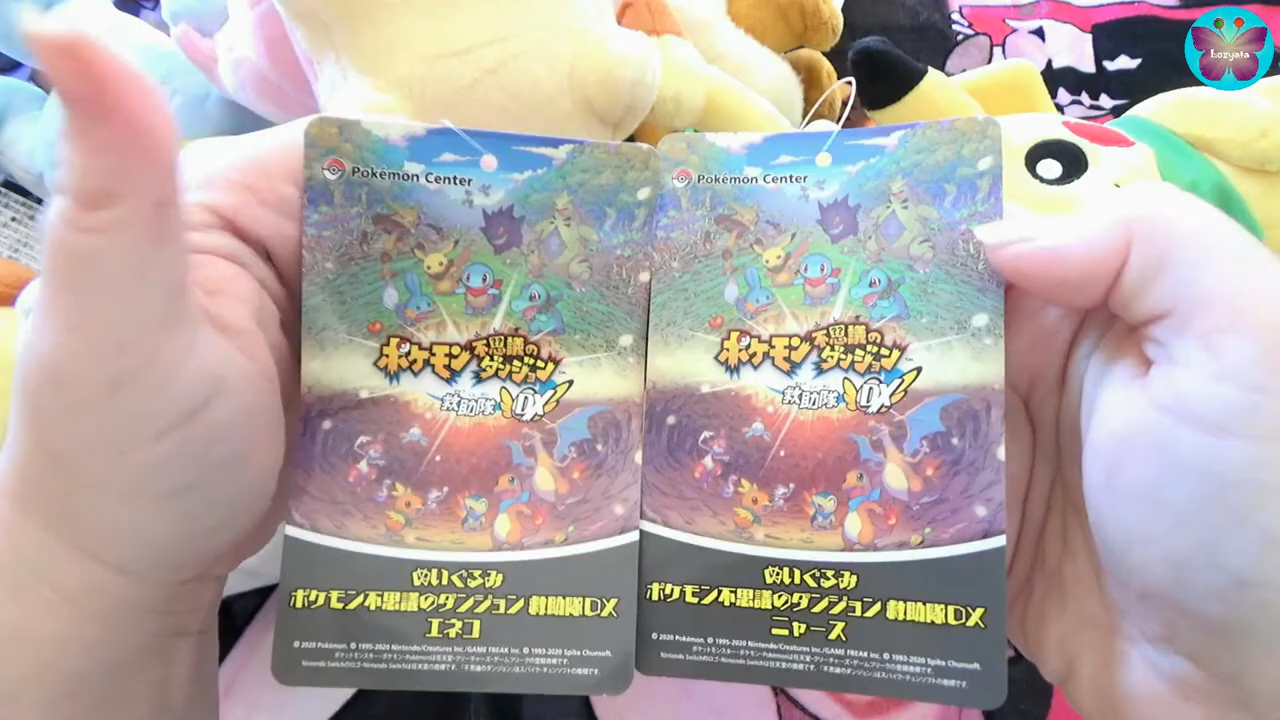 Lozyata
Pokémon Center
ポケモン不思議のダンジョン
救助隊DX
ぬいぐるみ
ポケモン不思議のダンジョン 救助隊DX
エネコ
© 2020 Pokémon. © 1995-2020 Nintendo/Creatures Inc./GAME FREAK inc. © 1993-2020 Spike Chunsoft.
ポケットモンスター・ポケモン・Pokémonは任天堂・クリーチャーズ・ゲームフリークの登録商標です。
Nintendo Switchのロゴ・Nintendo Switchは任天堂の商標です。「不思議のダンジョン」はスパイク・チュンソフトの商標です。
Pokémon Center
ポケモン不思議のダンジョン
救助隊DX
ぬいぐるみ
ポケモン不思議のダンジョン 救助隊DX
ニャース
© 2020 Pokémon. © 1995-2020 Nintendo/Creatures Inc./GAME FREAK inc. © 1993-2020 Spike Chunsoft.
ポケットモンスター・ポケモン・Pokémonは任天堂・クリーチャーズ・ゲームフリークの登録商標です。
Nintendo Switchのロゴ・Nintendo Switchは任天堂の商標です。「不思議のダンジョン」はスパイク・チュンソフトの商標です。